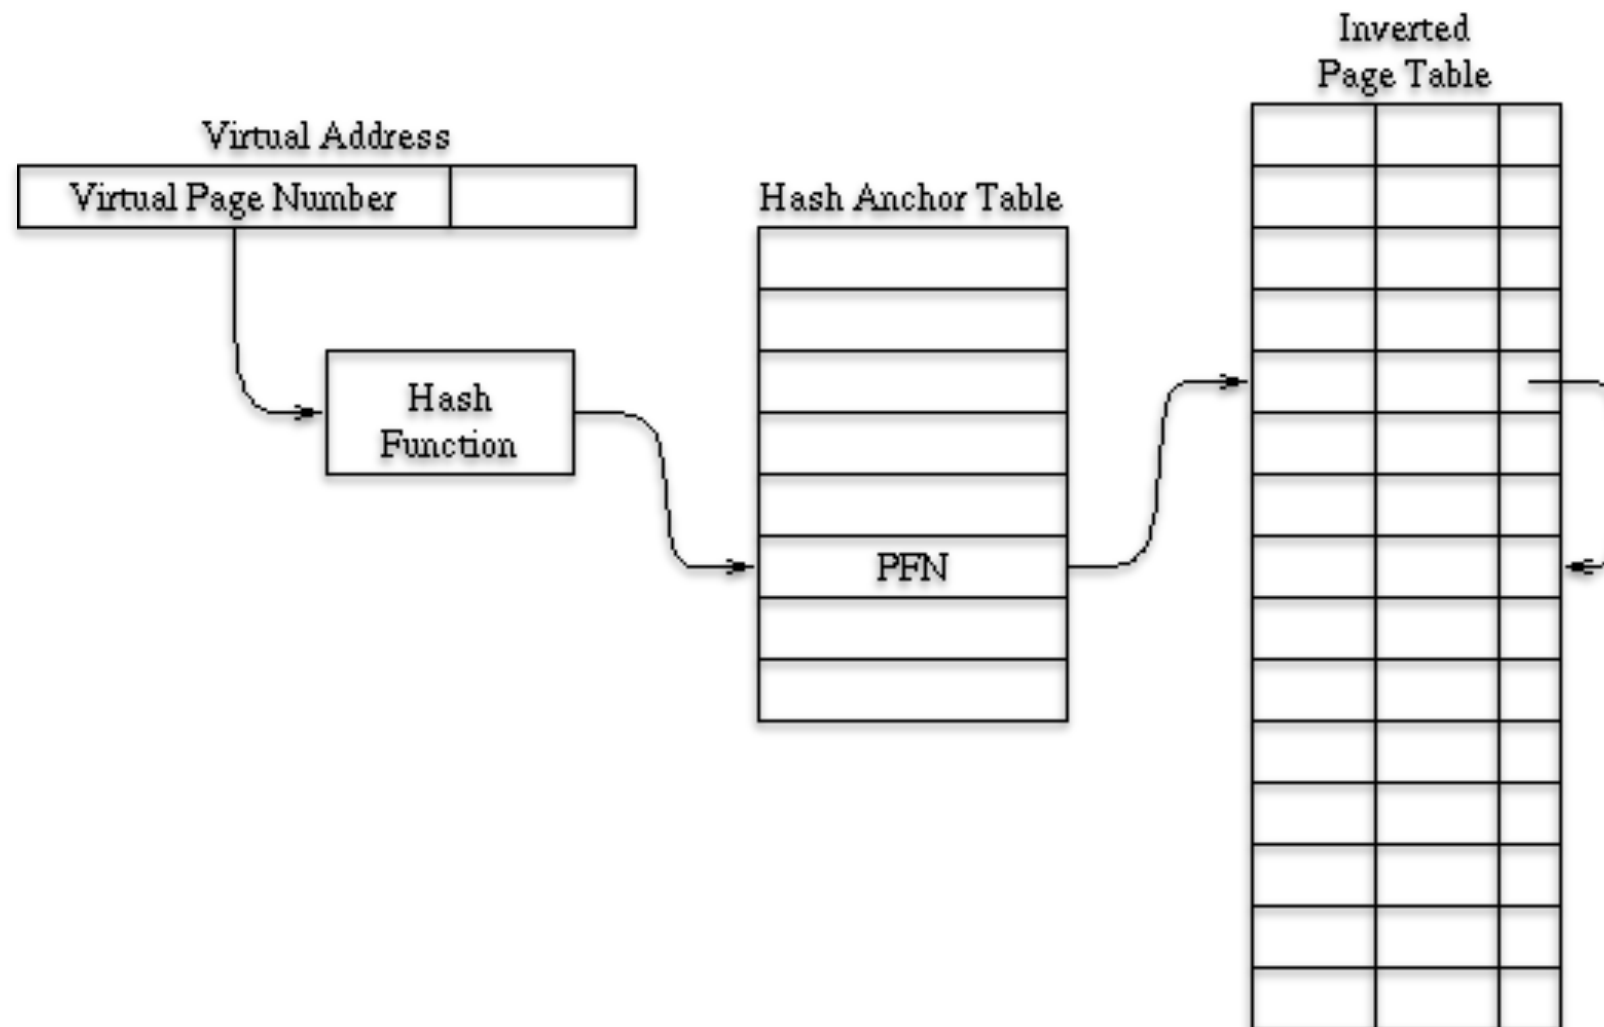 Inverted
Page Table
Virtual Address
Virtual Page Number
Hash Anchor Table
Hash
Function
PFN